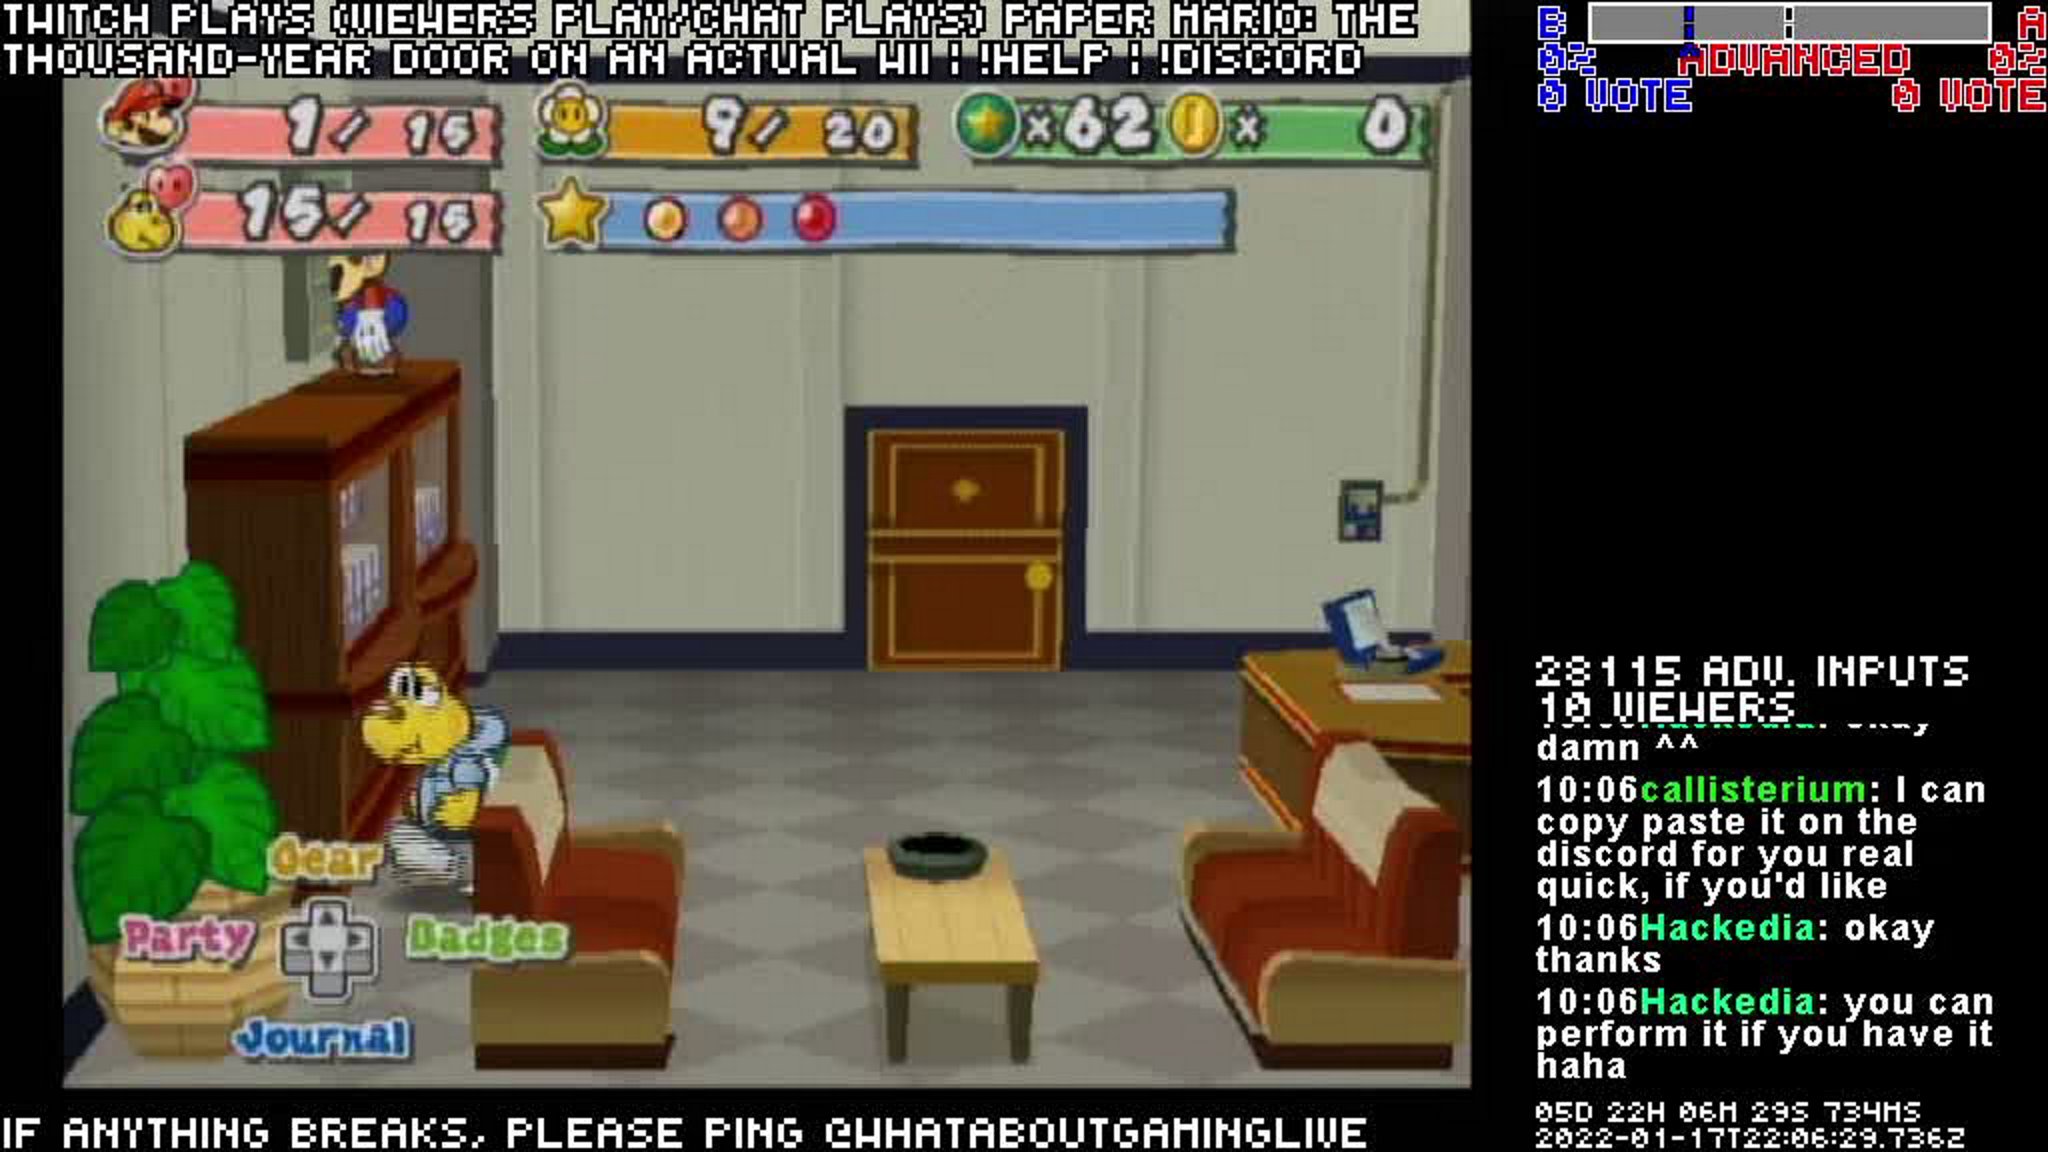 TWITCH PLAYS (VIEWERS PLAY/CHAT PLAYS) PAPER MARIO: THE
THOUSAND-YEAR DOOR ON AN ACTUAL WII | !HELP | !DISCORD
B A
0% ADVANCED 0%
0 VOTE 0 VOTE
1/ 15
9/ 20
×62
× 0
15/ 15
Gear
Party
Badges
Journal
28115 ADV. INPUTS
10 VIEWERS
damn ^^
10:06callisterium: I can
copy paste it on the
discord for you real
quick, if you'd like
10:06Hackedia: okay
thanks
10:06Hackedia: you can
perform it if you have it
haha
05D 22H 06M 29S 734MS
2022-01-17T22:06:29.736Z
IF ANYTHING BREAKS, PLEASE PING @WHATABOUTGAMINGLIVE